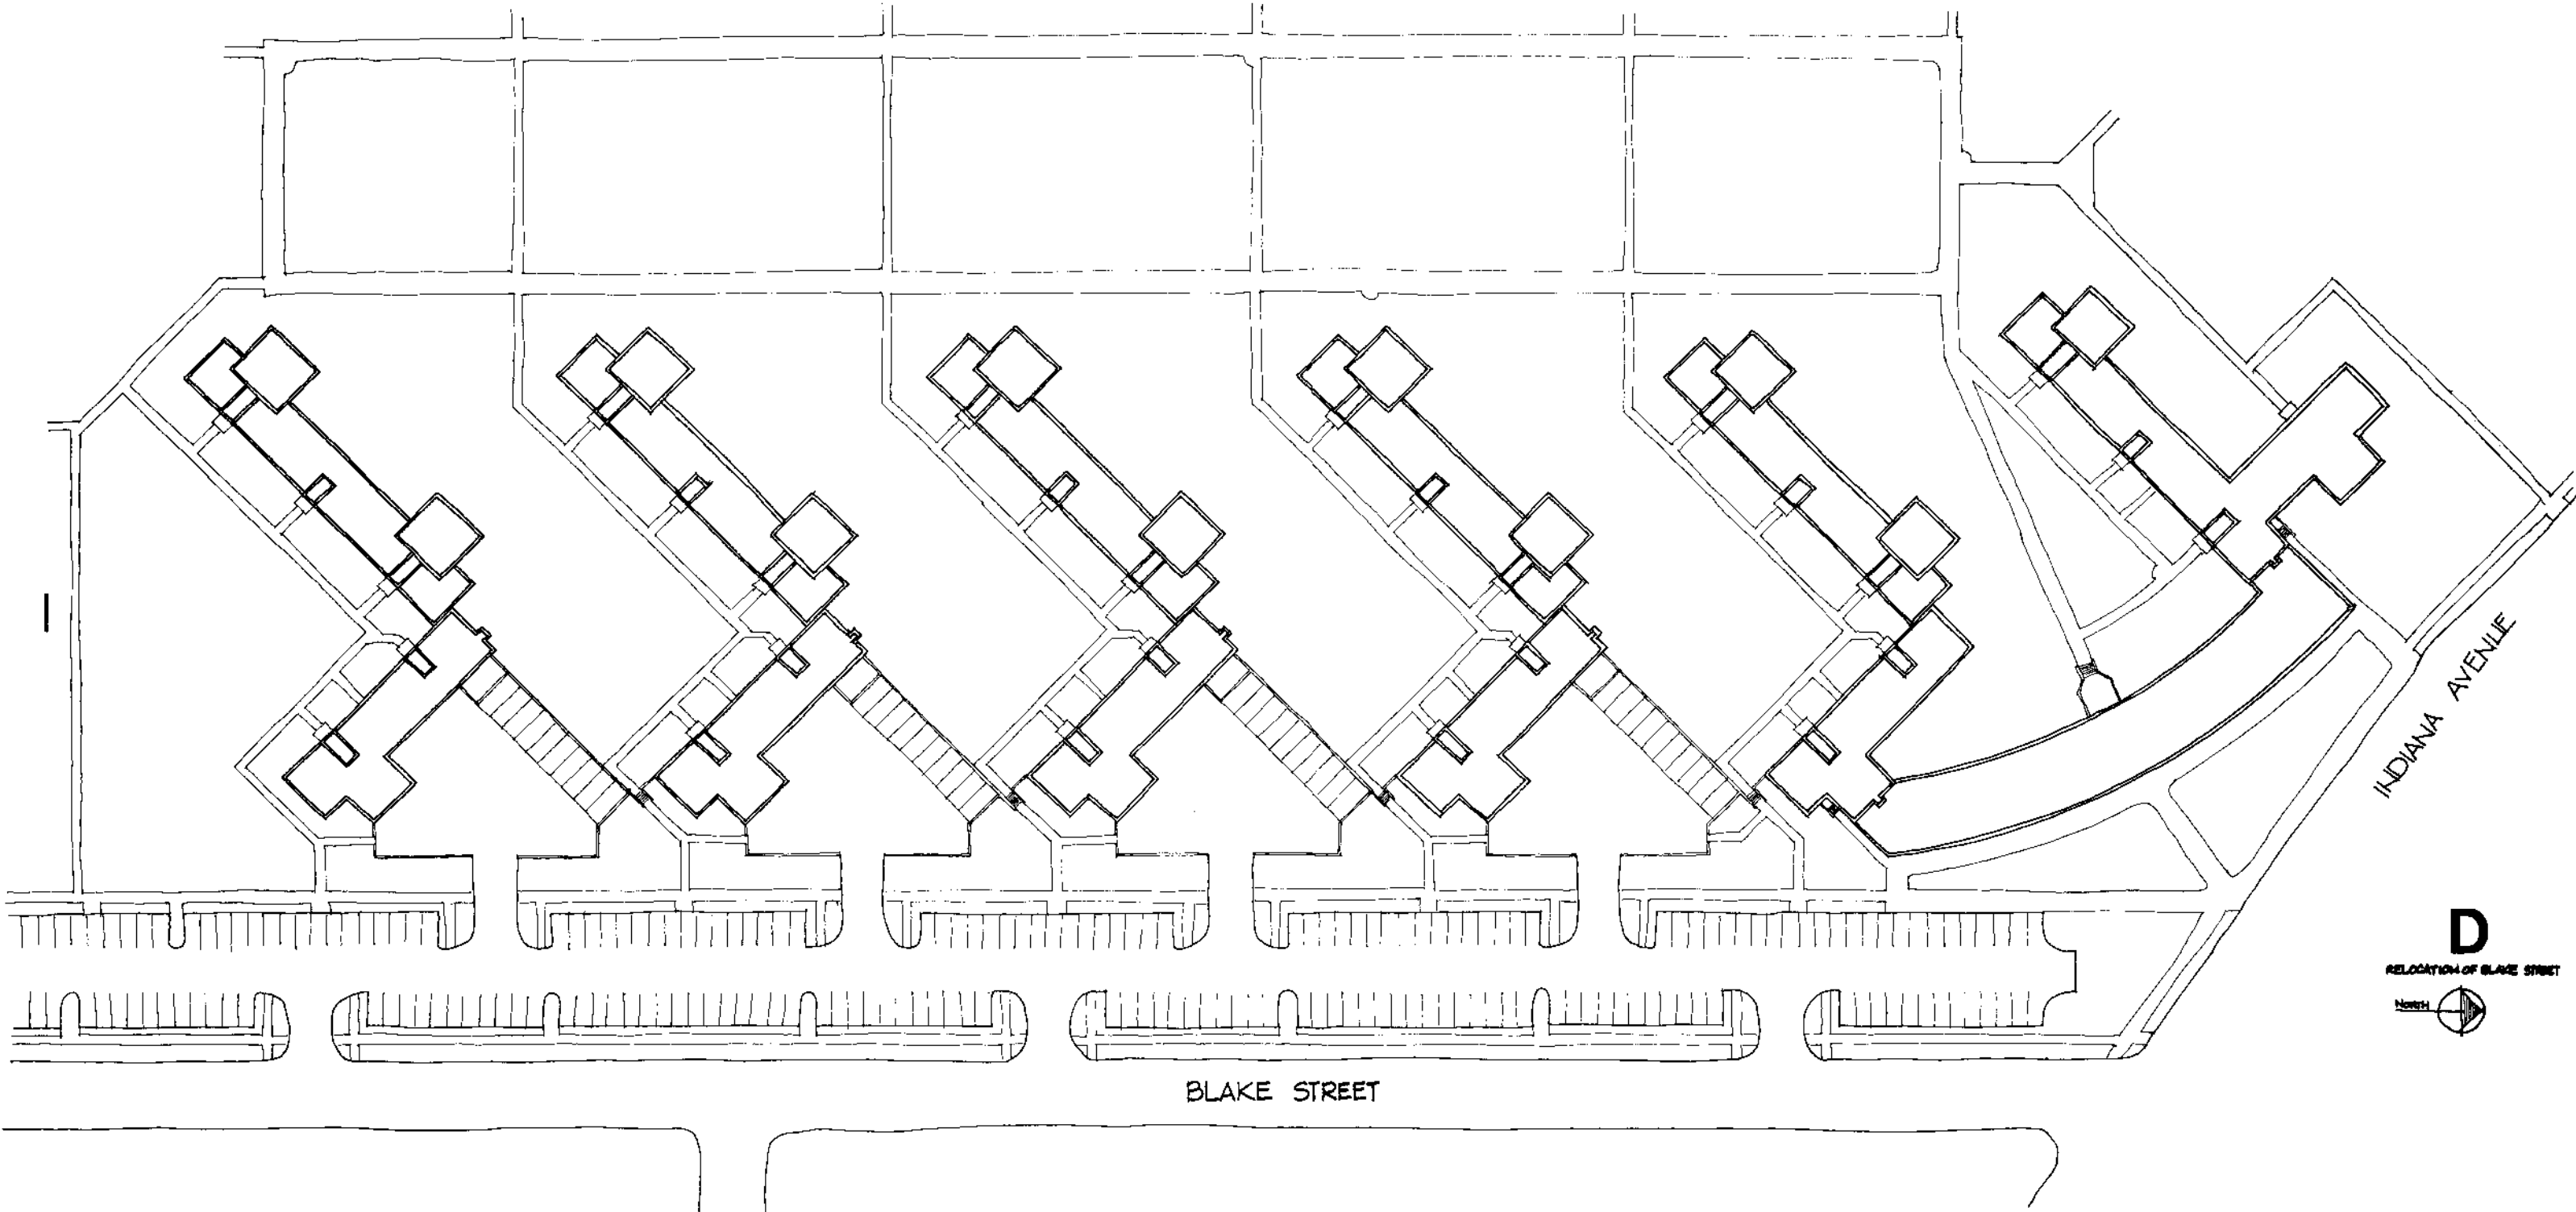 INDIANA AVENUE
D
RELOCATION OF BLAKE STREET
NORTH
BLAKE STREET